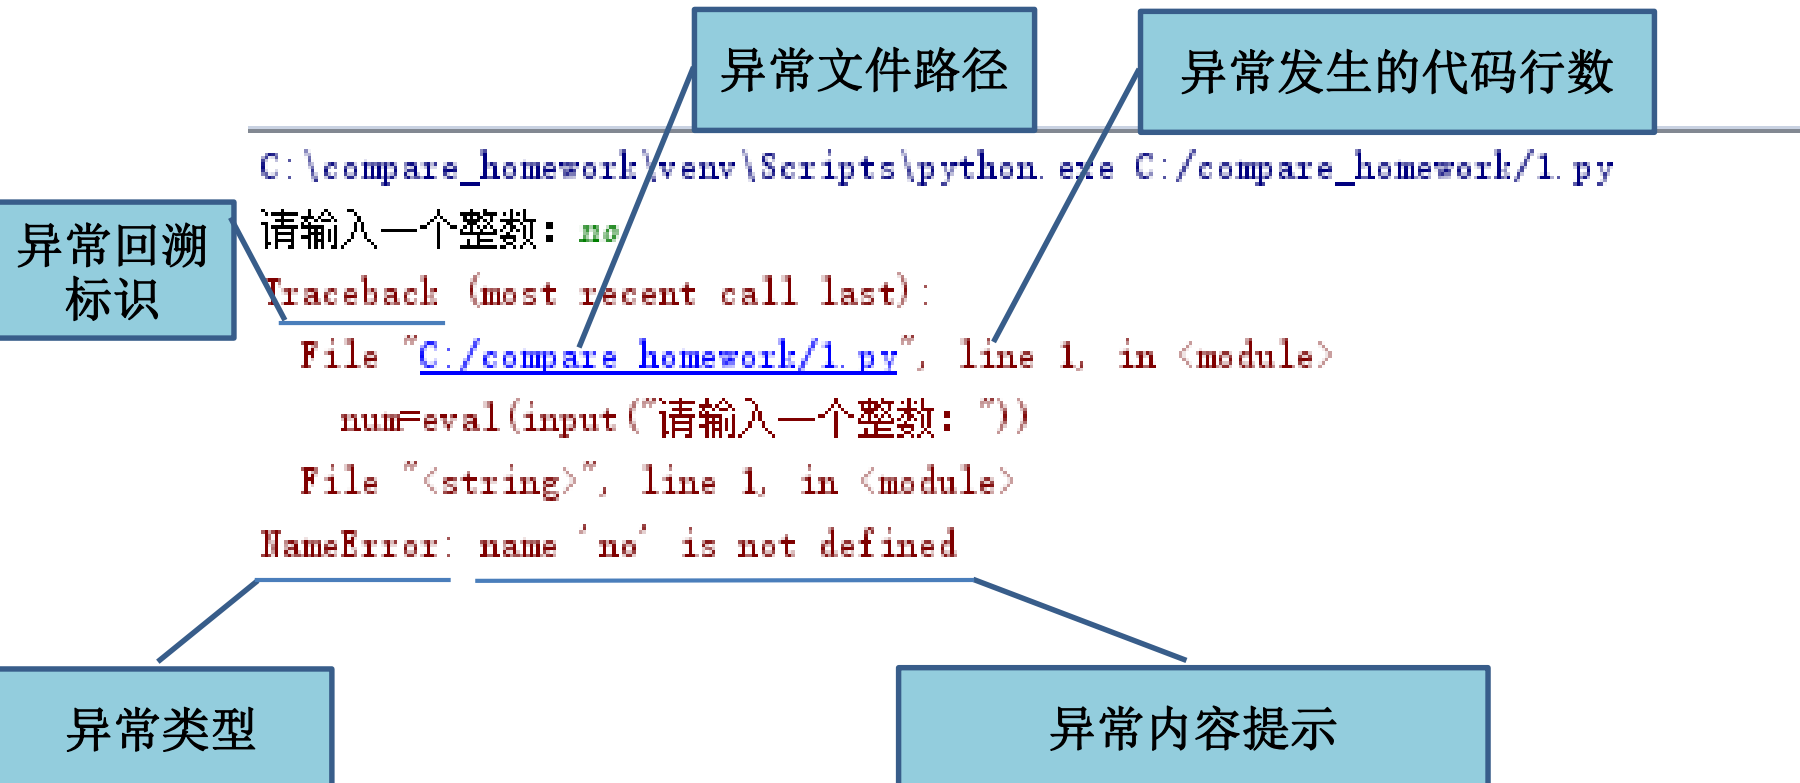 异常文件路径
异常发生的代码行数
C:\compare_homework\venv\Scripts\python.exe C:/compare_homework/1.py
请输入一个整数：no
异常回溯
标识
Traceback (most recent call last):
File "C:/compare_homework/1.py", line 1, in <module>
num=eval(input("请输入一个整数："))
File "<string>", line 1, in <module>
NameError: name 'no' is not defined
异常类型
异常内容提示